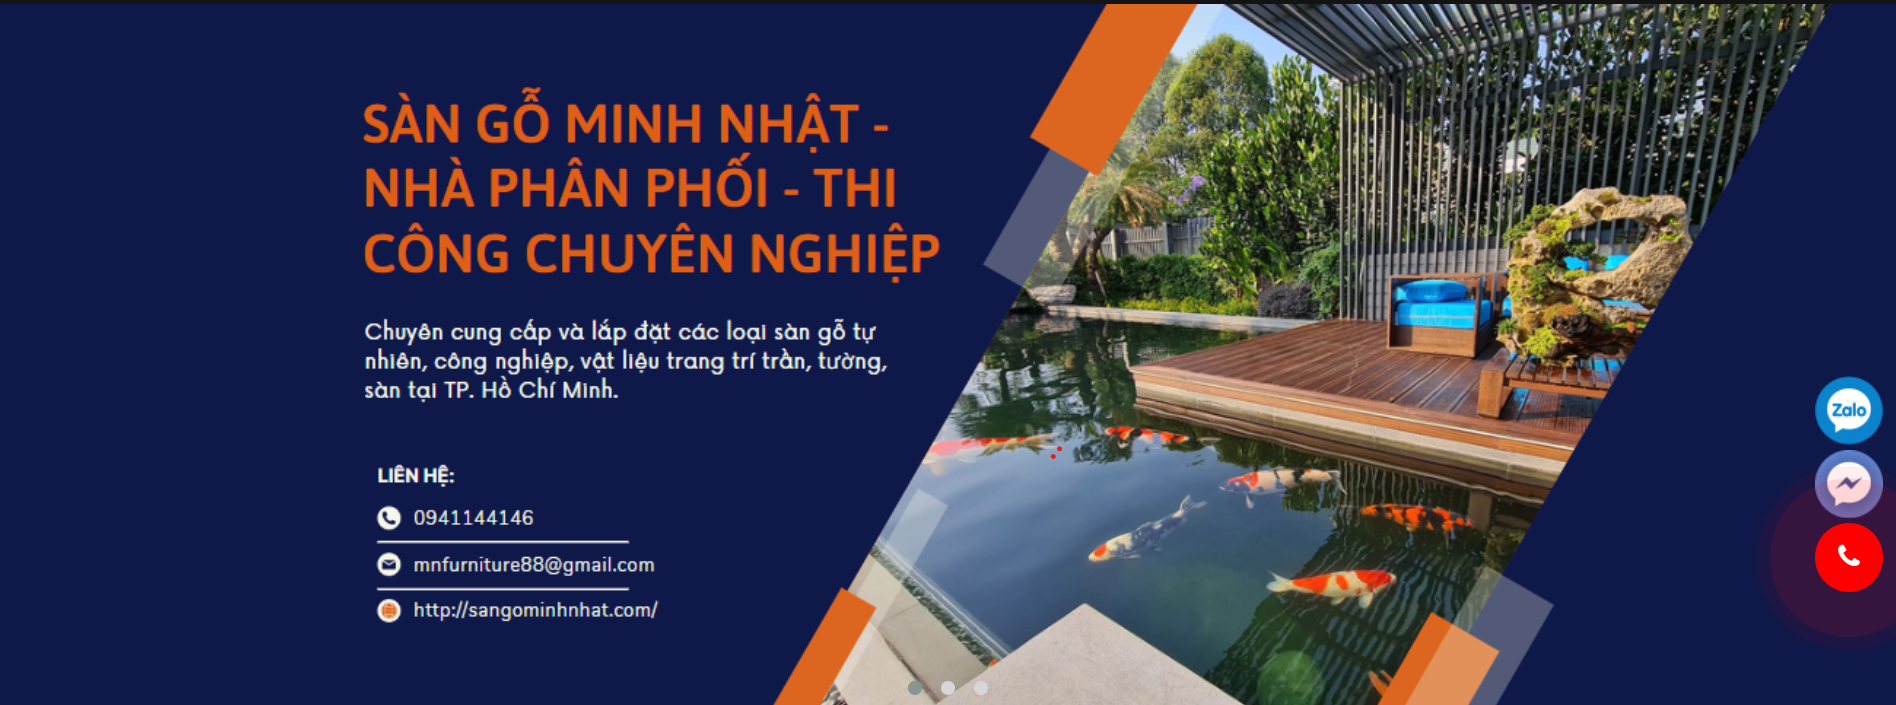 SÀN GỖ MINH NHẬT -
NHÀ PHÂN PHỐI - THI
CÔNG CHUYÊN NGHIỆP
Chuyên cung cấp và lắp đặt các loại sàn gỗ tự
nhiên, công nghiệp, vật liệu trang trí trần, tường,
sàn tại TP. Hồ Chí Minh.
LIÊN HỆ:
0941144146
mnfurniture88@gmail.com
http://sangominhnhat.com/
Zalo